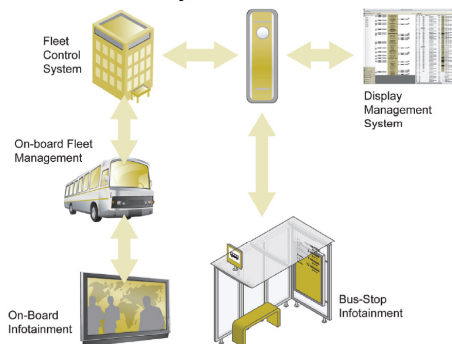 Fleet
Control
System
Display
Management
System
On-board Fleet
Management
On-Board
Infotainment
Bus-Stop
Infotainment